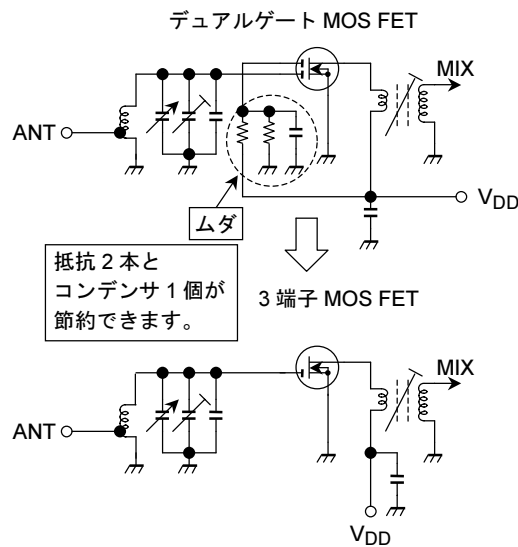 デュアルゲート MOS FET
MIX
ANT
VDD
ムダ
抵抗 2 本と
コンデンサ 1 個が
節約できます。
3 端子 MOS FET
MIX
ANT
VDD